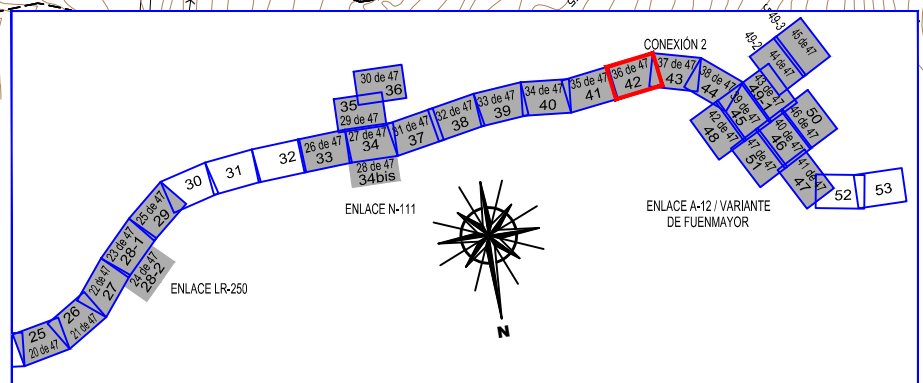 25
20 de 47
26
21 de 47
22 de 47
27
23 de 47
28-1
24 de 47
28-2
25 de 47
29
ENLACE LR-250
30
31
32
26 de 47
33
27 de 47
34
28 de 47
34bis
35
29 de 47
30 de 47
36
ENLACE N-111
31 de 47
37
32 de 47
38
33 de 47
39
34 de 47
40
35 de 47
41
36 de 47
42
CONEXIÓN 2
37 de 47
43
38 de 47
44
39 de 47
45
40 de 47
46
41 de 47
47
42 de 47
48
43 de 47
49-1
49-2
44 de 47
49-3
45 de 47
46 de 47
50
47 de 47
51
52
53
ENLACE A-12 / VARIANTE
DE FUENMAYOR
N